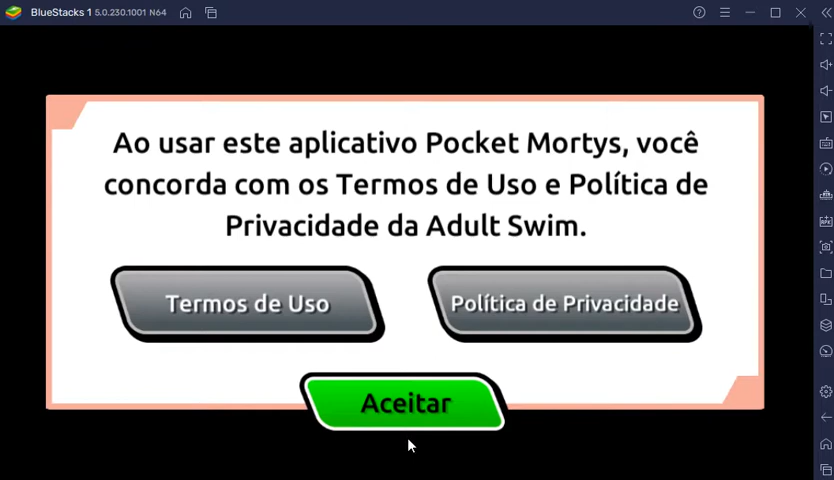 BlueStacks 1 5.0.230.1001 N64
Ao usar este aplicativo Pocket Mortys, você
concorda com os Termos de Uso e Política de
Privacidade da Adult Swim.
Termos de Uso
Política de Privacidade
Aceitar